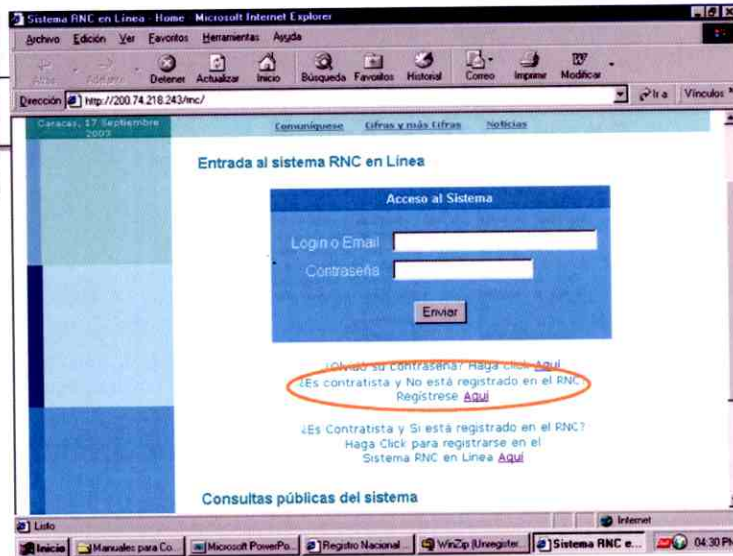 Sistema RNC en Línea - Home - Microsoft Internet Explorer
Archivo Edición Ver Favoritos Herramientas Ayuda
Atrás Adelante Detener Actualizar Inicio Búsqueda Favoritos Historial Correo Imprimir Modificar
Dirección http://200.74.218.243/rnc/ Ir a Vínculos
Caracas, 17 Septiembre 2003
Comuníquese Cifras y más Cifras Noticias
Entrada al sistema RNC en Línea
Acceso al Sistema
Login o Email
Contraseña
Enviar
¿Olvidó su contraseña? Haga click Aquí
¿Es contratista y No está registrado en el RNC?
Regístrese Aquí
¿Es Contratista y Si está registrado en el RNC?
Haga Click para registrarse en el
Sistema RNC en Línea Aquí
Consultas públicas del sistema
Listo Internet
Inicio Manuales para Co... Microsoft PowerPo... Registro Nacional ... WinZip (Unregister... Sistema RNC e... 04:30 PM